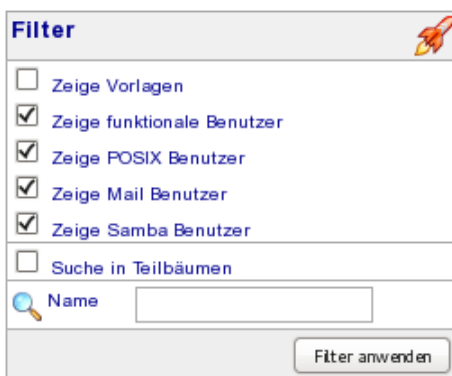 Filter
Zeige Vorlagen
Zeige funktionale Benutzer
Zeige POSIX Benutzer
Zeige Mail Benutzer
Zeige Samba Benutzer
Suche in Teilbäumen
Name
Filter anwenden